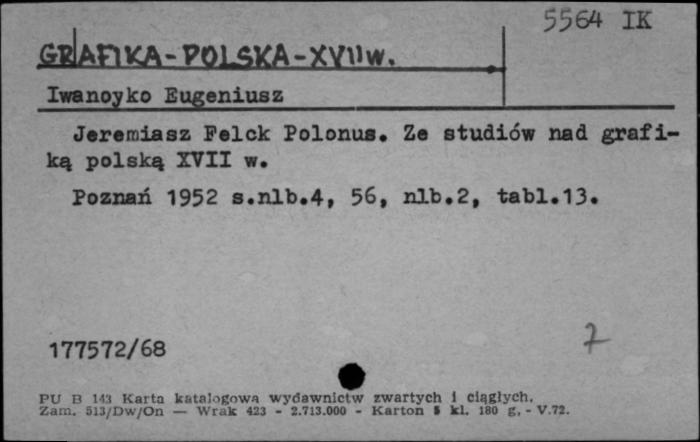 5564 IK
GRAFIKA-POLSKA-XVIIw.
Iwanoyko Eugeniusz
Jeremiasz Felck Polonus. Ze studiów nad grafi-
ką polską XVII w.
Poznań 1952 s.nlb.4, 56, nlb.2, tabl.13.
7
177572/68
PU B 143 Karta katalogowa wydawnictw zwartych i ciągłych.
Zam. 513/Dw/On — Wrak 423 - 2.713.000 - Karton kl. 180 g. - V.72.